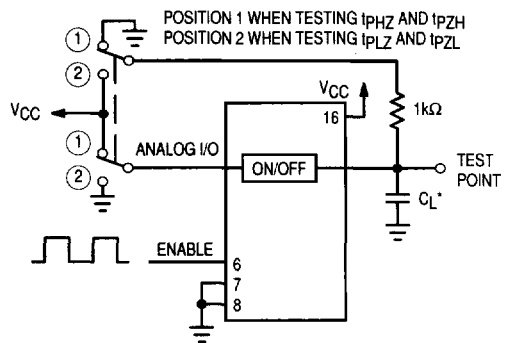 POSITION 1 WHEN TESTING tPHZ AND tPZH
POSITION 2 WHEN TESTING tPLZ AND tPZL
1
2
VCC
1
2
ANALOG I/O
ON/OFF
VCC
16
1kΩ
TEST
POINT
CL*
ENABLE
6
7
8